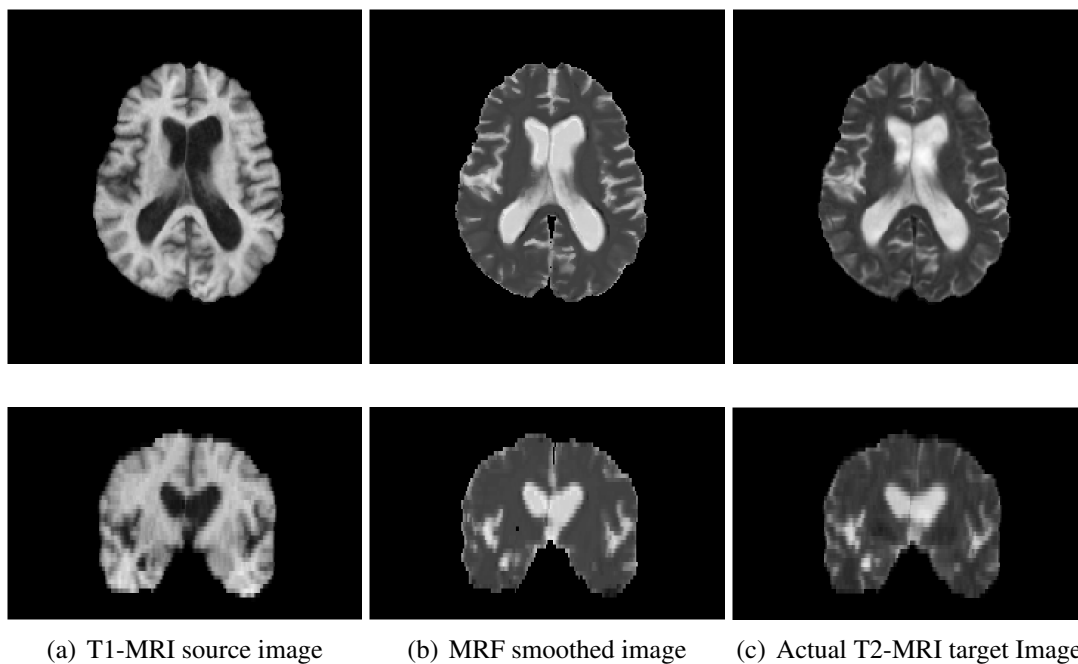 (a) T1-MRI source image
(b) MRF smoothed image
(c) Actual T2-MRI target Image